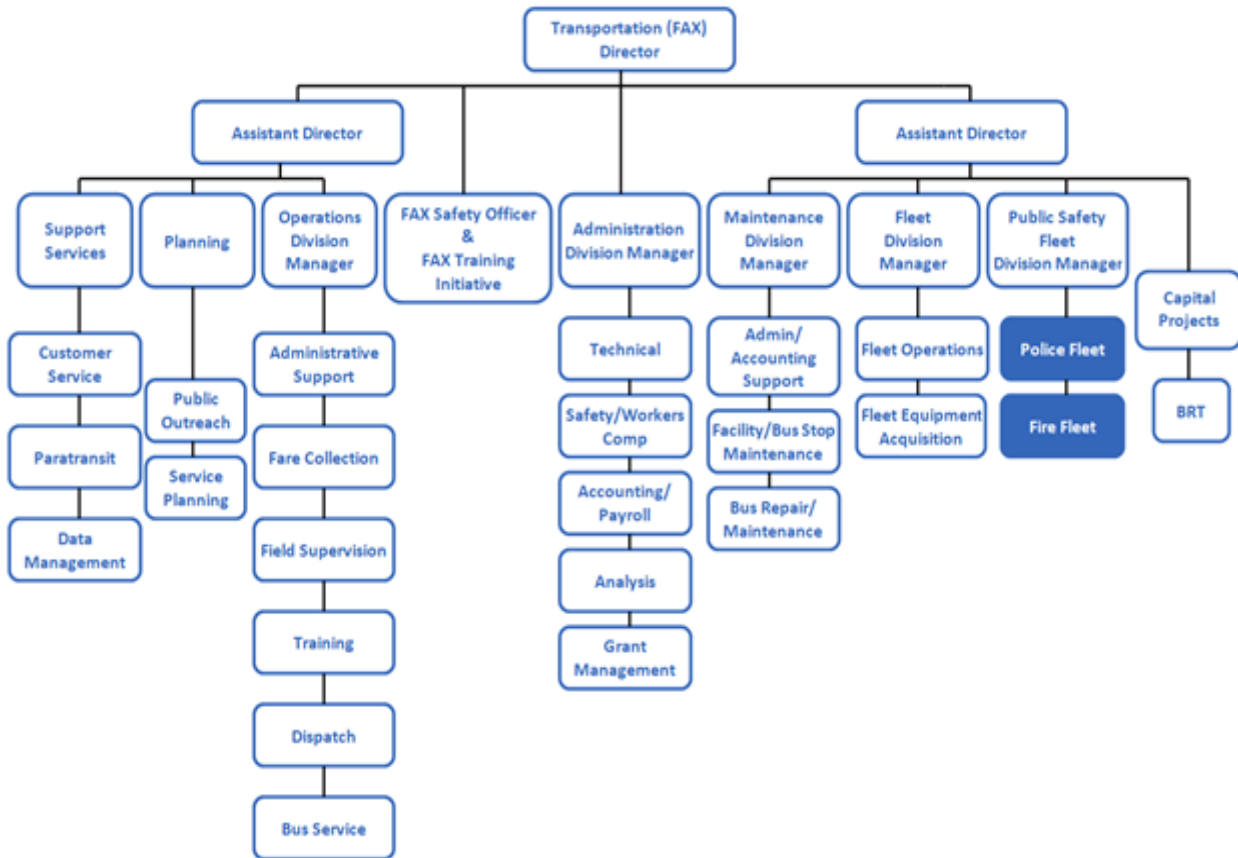 Transportation (FAX)
Director
Assistant Director
Assistant Director
Support
Services
Planning
Operations
Division
Manager
FAX Safety Officer
&
FAX Training
Initiative
Administration
Division Manager
Maintenance
Division
Manager
Fleet
Division
Manager
Public Safety
Fleet
Division Manager
Capital
Projects
Customer
Service
Administrative
Support
Technical
Admin/
Accounting
Support
Fleet Operations
Police Fleet
Public
Outreach
BRT
Paratransit
Fare Collection
Safety/Workers
Comp
Facility/Bus Stop
Maintenance
Fleet Equipment
Acquisition
Fire Fleet
Service
Planning
Data
Management
Field Supervision
Accounting/
Payroll
Bus Repair/
Maintenance
Analysis
Training
Grant
Management
Dispatch
Bus Service